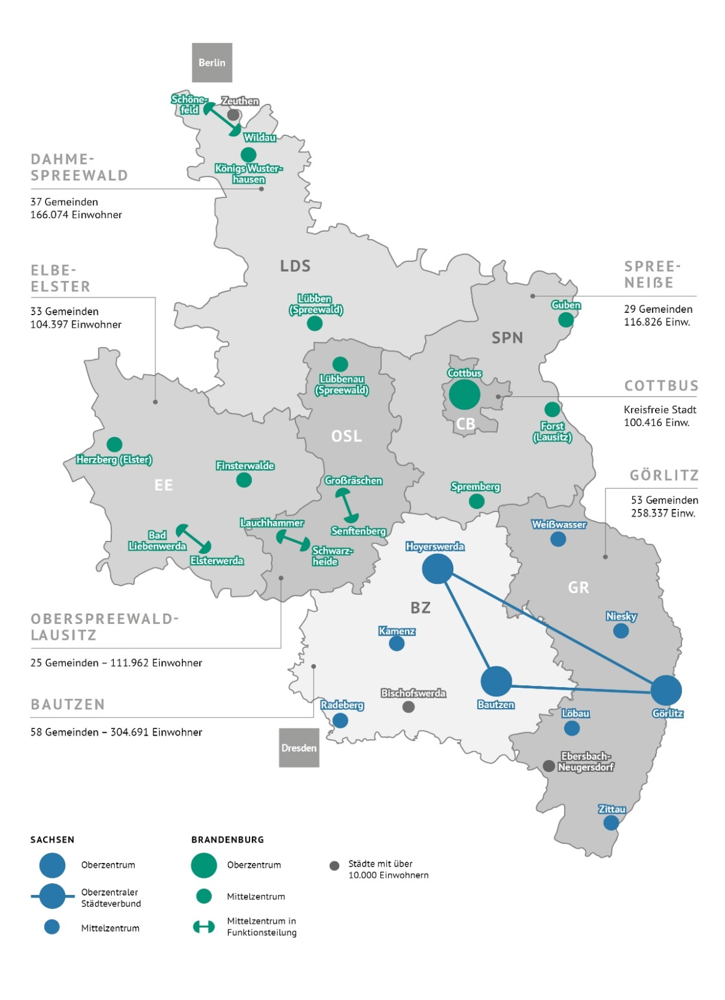 Berlin
Schöne-
feld
Zeuthen
Wildau
Königs Wuster-
hausen
DAHME-
SPREEWALD
37 Gemeinden
166.074 Einwohner
LDS
ELBE-
ELSTER
33 Gemeinden
104.397 Einwohner
SPREE-
NEIßE
29 Gemeinden
116.826 Einw.
Lübben
(Spreewald)
Guben
SPN
Lübbenau
(Spreewald)
Cottbus
CB
COTTBUS
Kreisfreie Stadt
100.416 Einw.
Forst
(Lausitz)
OSL
Herzberg (Elster)
Finsterwalde
EE
Großräschen
Spremberg
GÖRLITZ
53 Gemeinden
258.337 Einw.
Lauchhammer
Senftenberg
Weißwasser
Bad
Liebenwerda
Elsterwerda
Schwarz-
heide
Hoyerswerda
GR
BZ
Niesky
OBERSPREEWALD-
LAUSITZ
25 Gemeinden – 111.962 Einwohner
Kamenz
BAUTZEN
58 Gemeinden – 304.691 Einwohner
Bischofswerda
Radeberg
Bautzen
Görlitz
Löbau
Dresden
Ebersbach-
Neugersdorf
Zittau
SACHSEN
Oberzentrum
Oberzentraler
Städteverbund
Mittelzentrum
BRANDENBURG
Oberzentrum
Mittelzentrum
Mittelzentrum in
Funktionsteilung
Städte mit über
10.000 Einwohnern